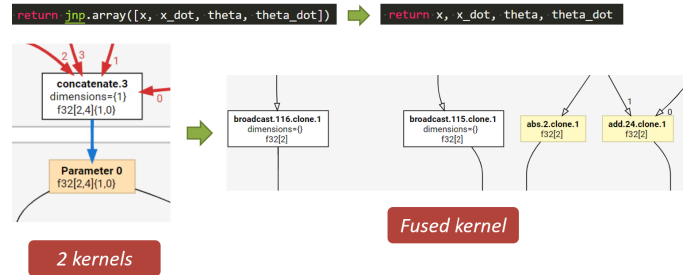 return jnp.array([x, x_dot, theta, theta_dot])
return x, x_dot, theta, theta_dot
2
3
1
0
concatenate.3
dimensions={1}
f32[2,4]{1,0}
Parameter 0
f32[2,4]{1,0}
2 kernels
broadcast.116.clone.1
dimensions={}
f32[2]
broadcast.115.clone.1
dimensions={}
f32[2]
abs.2.clone.1
f32[2]
1
0
add.24.clone.1
f32[2]
Fused kernel